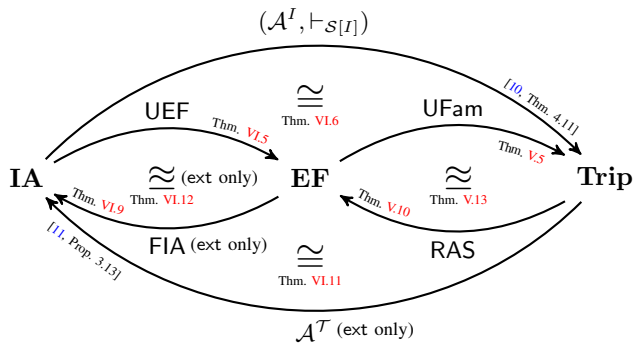 (𝒜^I, ⊢_{𝒮[I]})
[10, Thm. 4.11]
UEF
≅
UFam
Thm. VI.5
Thm. VI.6
Thm. V.5
IA
≊ (ext only)
EF
≊
Trip
Thm. VI.9
Thm. VI.12
Thm. V.10
Thm. V.13
FIA (ext only)
≅
RAS
[11, Prop. 3.13]
Thm. VI.11
𝒜^𝒯 (ext only)